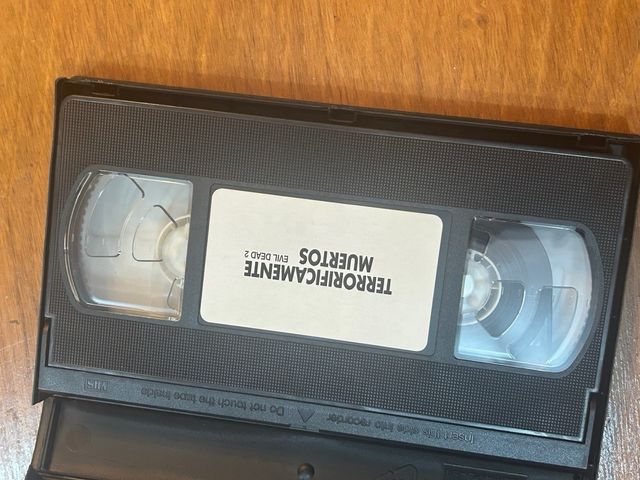 TERRORIFICAMENTE
MUERTOS
EVIL DEAD 2
Insert this side into recorder
Do not touch the tape inside
VHS